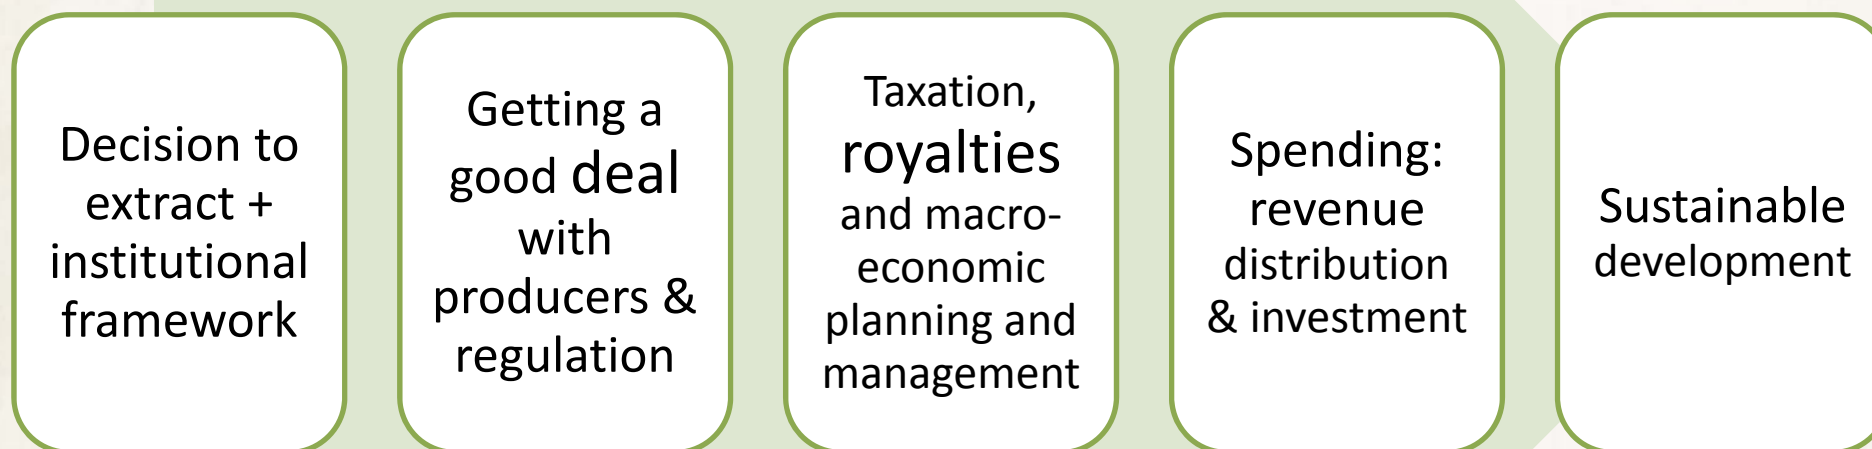 Decision to
extract +
institutional
framework
Getting a
good deal
with
producers &
regulation
Taxation,
royalties
and macro-
economic
planning and
management
Spending:
revenue
distribution
& investment
Sustainable
development